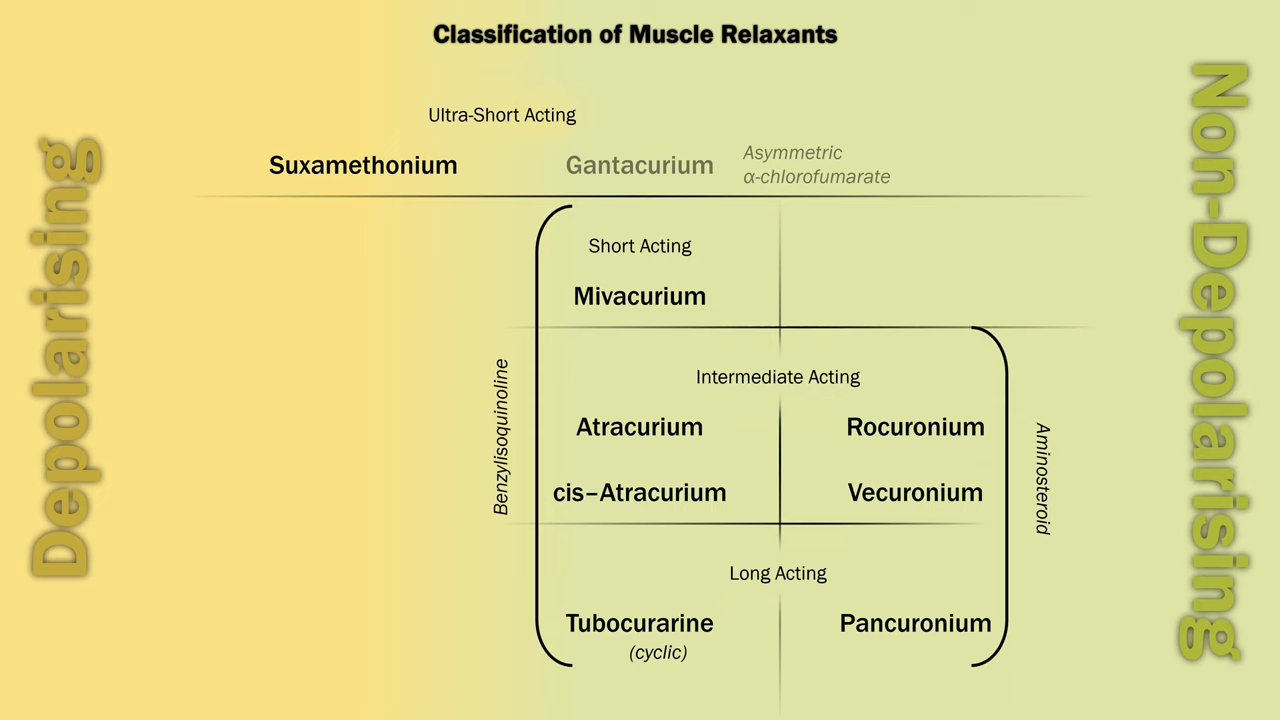 Classification of Muscle Relaxants
Depolarising
Non-Depolarising
Ultra-Short Acting
Suxamethonium
Gantacurium
Asymmetric
α-chlorofumarate
Short Acting
Mivacurium
Benzylisoquinoline
Intermediate Acting
Atracurium
Rocuronium
cis–Atracurium
Vecuronium
Aminosteroid
Long Acting
Tubocurarine
Pancuronium
(cyclic)